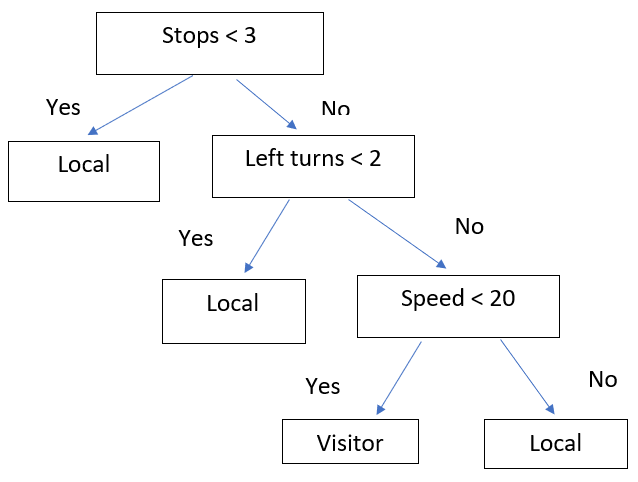 Stops < 3
Yes
No
Local
Left turns < 2
Yes
No
Local
Speed < 20
Yes
No
Visitor
Local